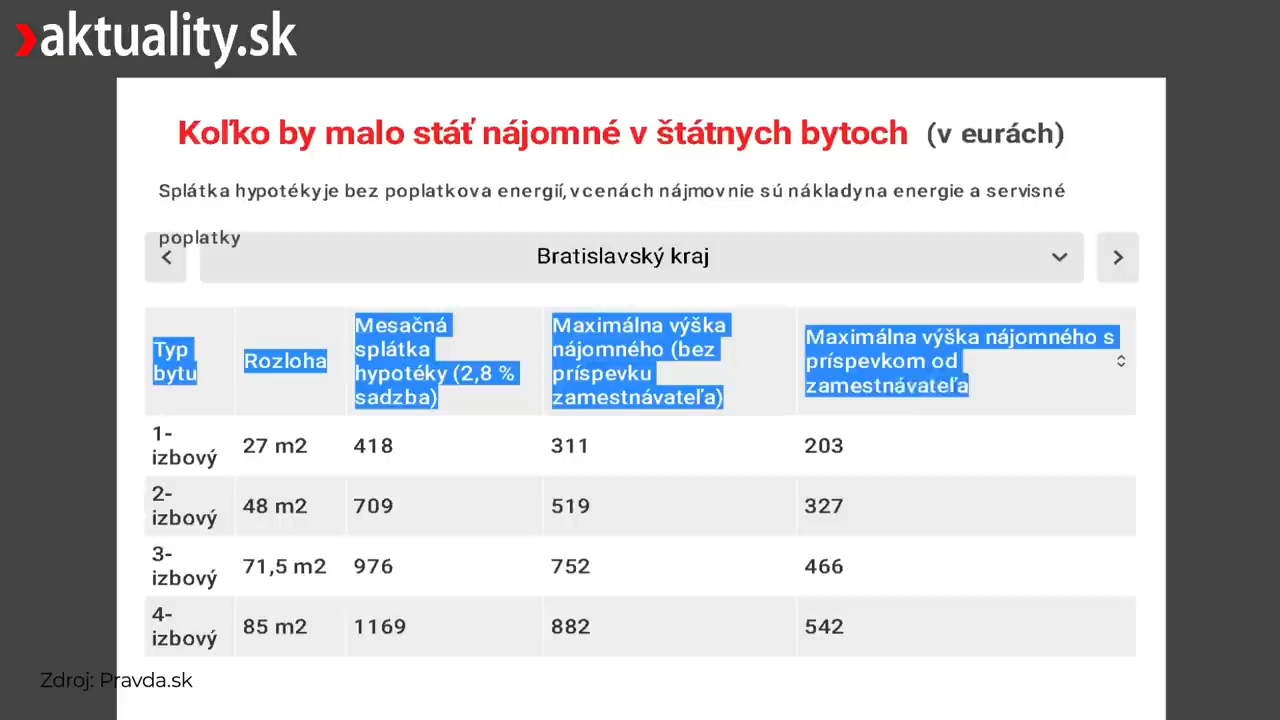 aktuality.sk
Koľko by malo stáť nájomné v štátnych bytoch (v eurách)
Splátka hypotéky je bez poplatkov a energií, v cenách nájmov nie sú náklady na energie a servisné
poplatky
Bratislavský kraj
Typ bytu Rozloha Mesačná splátka hypotéky (2,8 % sadzba) Maximálna výška nájomného (bez príspevku zamestnávateľa) Maximálna výška nájomného s príspevkom od zamestnávateľa
1-izbový 27 m2 418 311 203
2-izbový 48 m2 709 519 327
3-izbový 71,5 m2 976 752 466
4-izbový 85 m2 1169 882 542
Zdroj: Pravda.sk